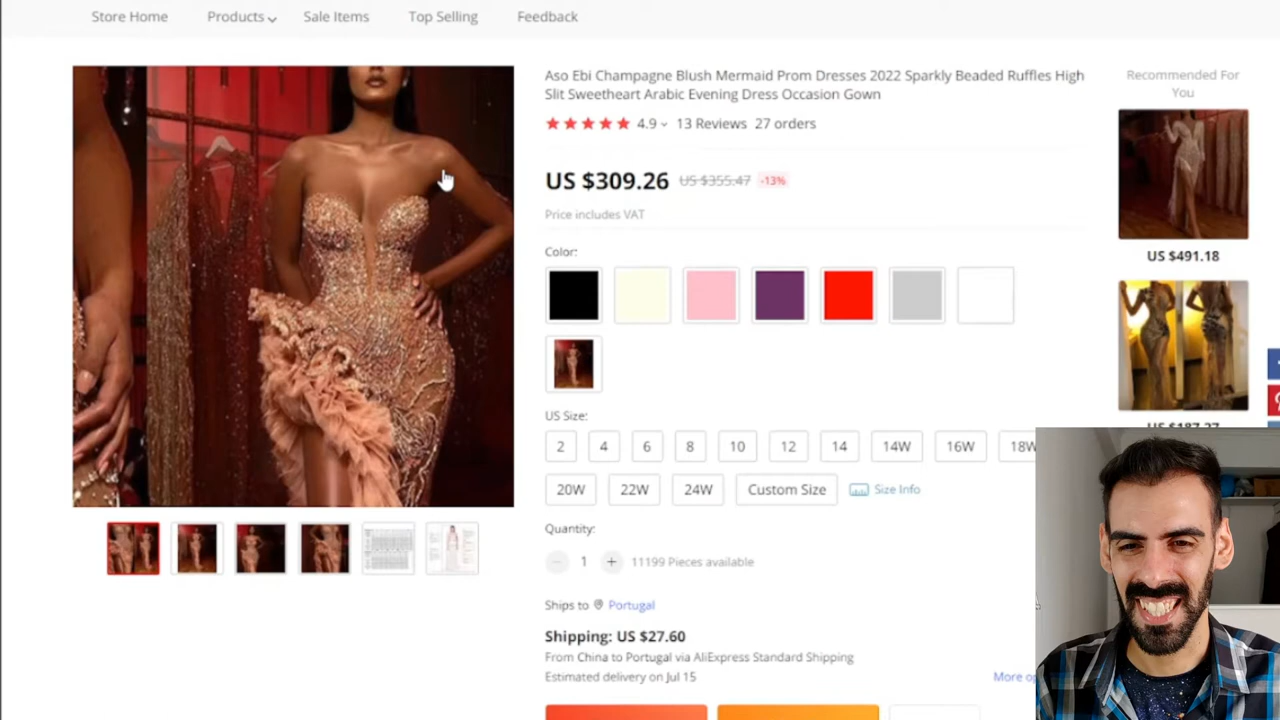 Store Home Products Sale Items Top Selling Feedback
Aso Ebi Champagne Blush Mermaid Prom Dresses 2022 Sparkly Beaded Ruffles High
Slit Sweetheart Arabic Evening Dress Occasion Gown
4.9 13 Reviews 27 orders
US $309.26 US $355.47 -13%
Price includes VAT
Color:
US Size:
2 4 6 8 10 12 14 14W 16W 18W
20W 22W 24W Custom Size Size Info
Quantity:
1 11199 Pieces available
Ships to Portugal
Shipping: US $27.60
From China to Portugal via AliExpress Standard Shipping
Estimated delivery on Jul 15
More
Recommended For
You
US $491.18